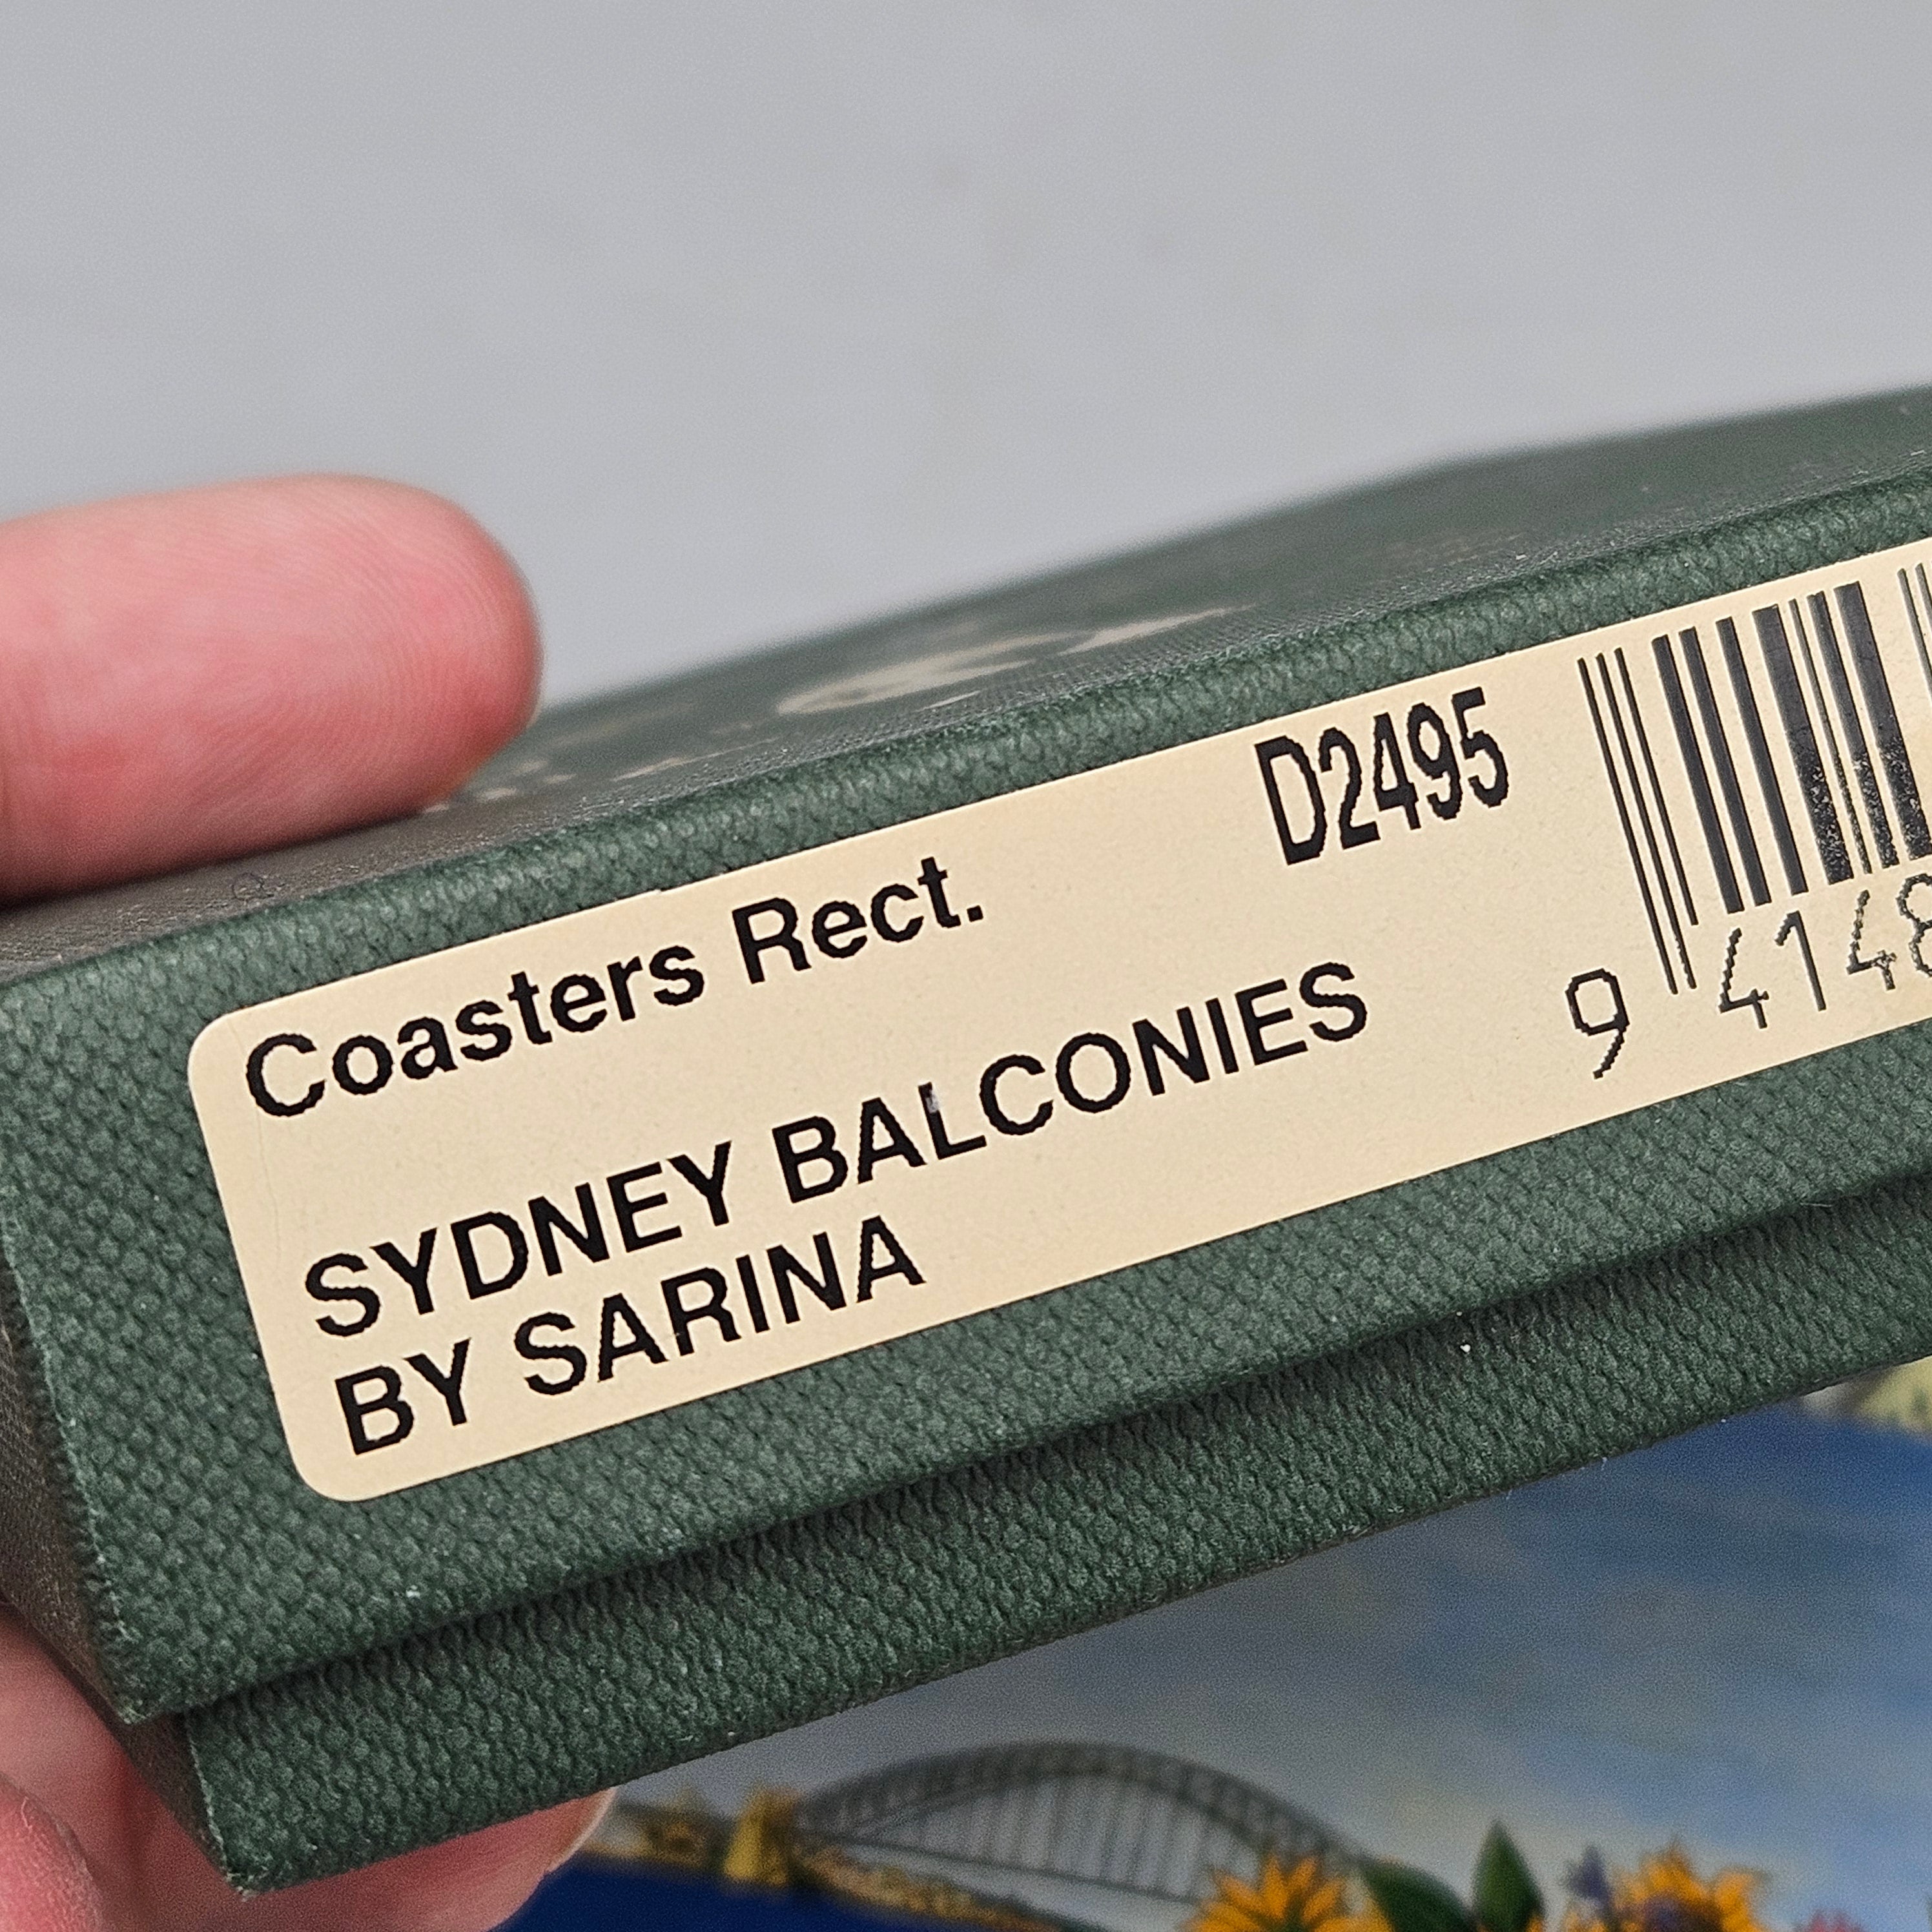 Coasters Rect. D2495
SYDNEY BALCONIES
BY SARINA
9 4148